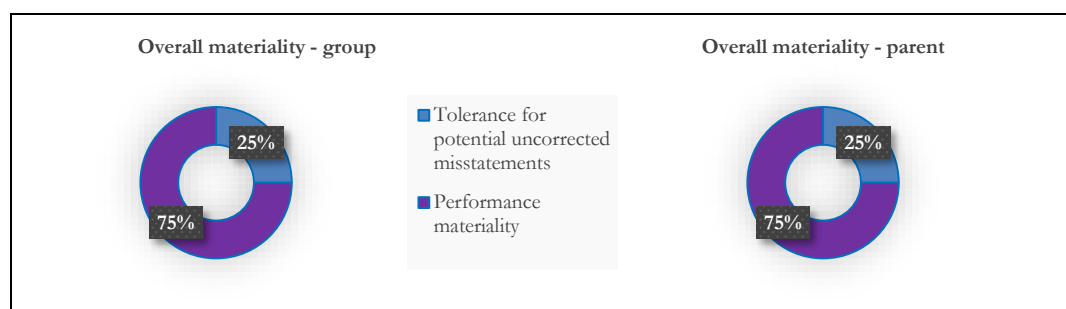 Overall materiality - group
Overall materiality - parent
25%
75%
Tolerance for
potential uncorrected
misstatements
Performance
materiality
25%
75%